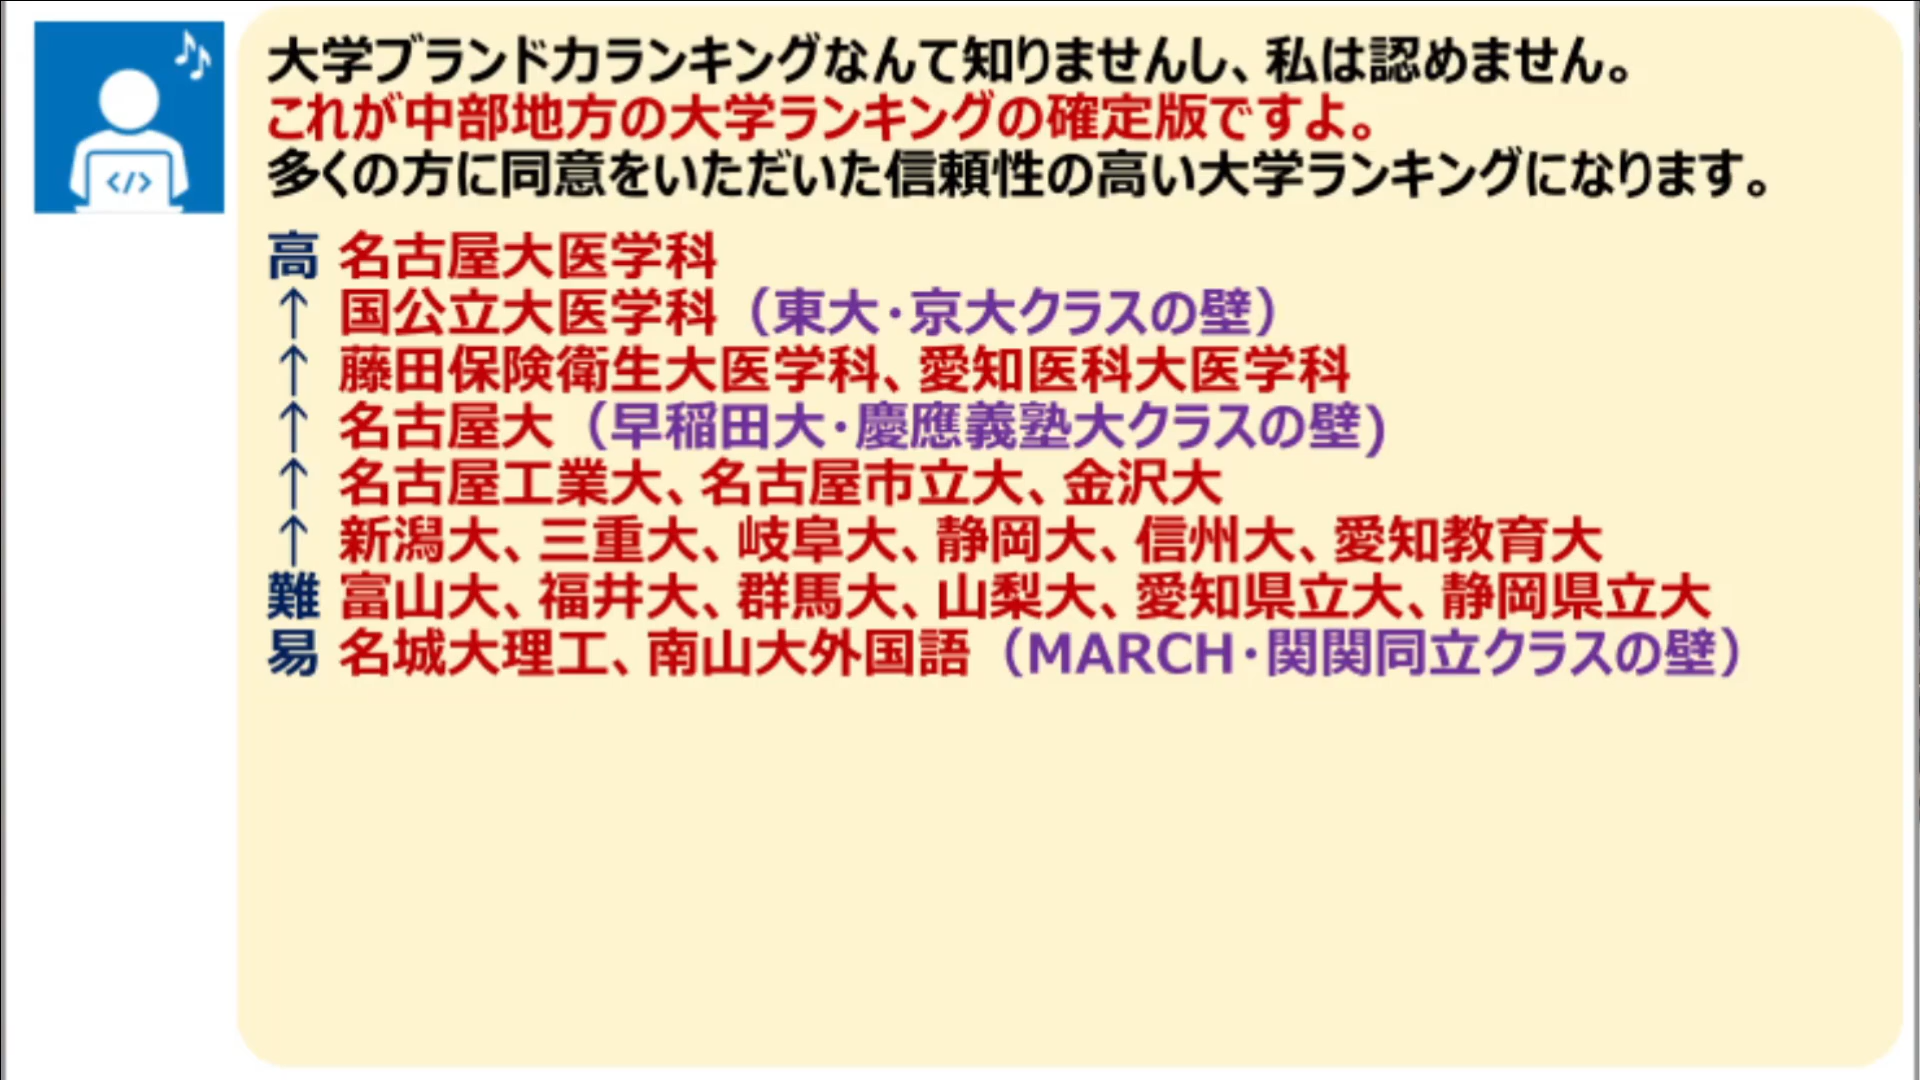 大学ブランド力ランキングなんて知りませんし、私は認めません。
これが中部地方の大学ランキングの確定版ですよ。
多くの方に同意をいただいた信頼性の高い大学ランキングになります。
高 名古屋大医学科
↑ 国公立大医学科（東大・京大クラスの壁）
↑ 藤田保険衛生大医学科、愛知医科大医学科
↑ 名古屋大（早稲田大・慶應義塾大クラスの壁)
↑ 名古屋工業大、名古屋市立大、金沢大
↑ 新潟大、三重大、岐阜大、静岡大、信州大、愛知教育大
難 富山大、福井大、群馬大、山梨大、愛知県立大、静岡県立大
易 名城大理工、南山大外国語（MARCH・関関同立クラスの壁）